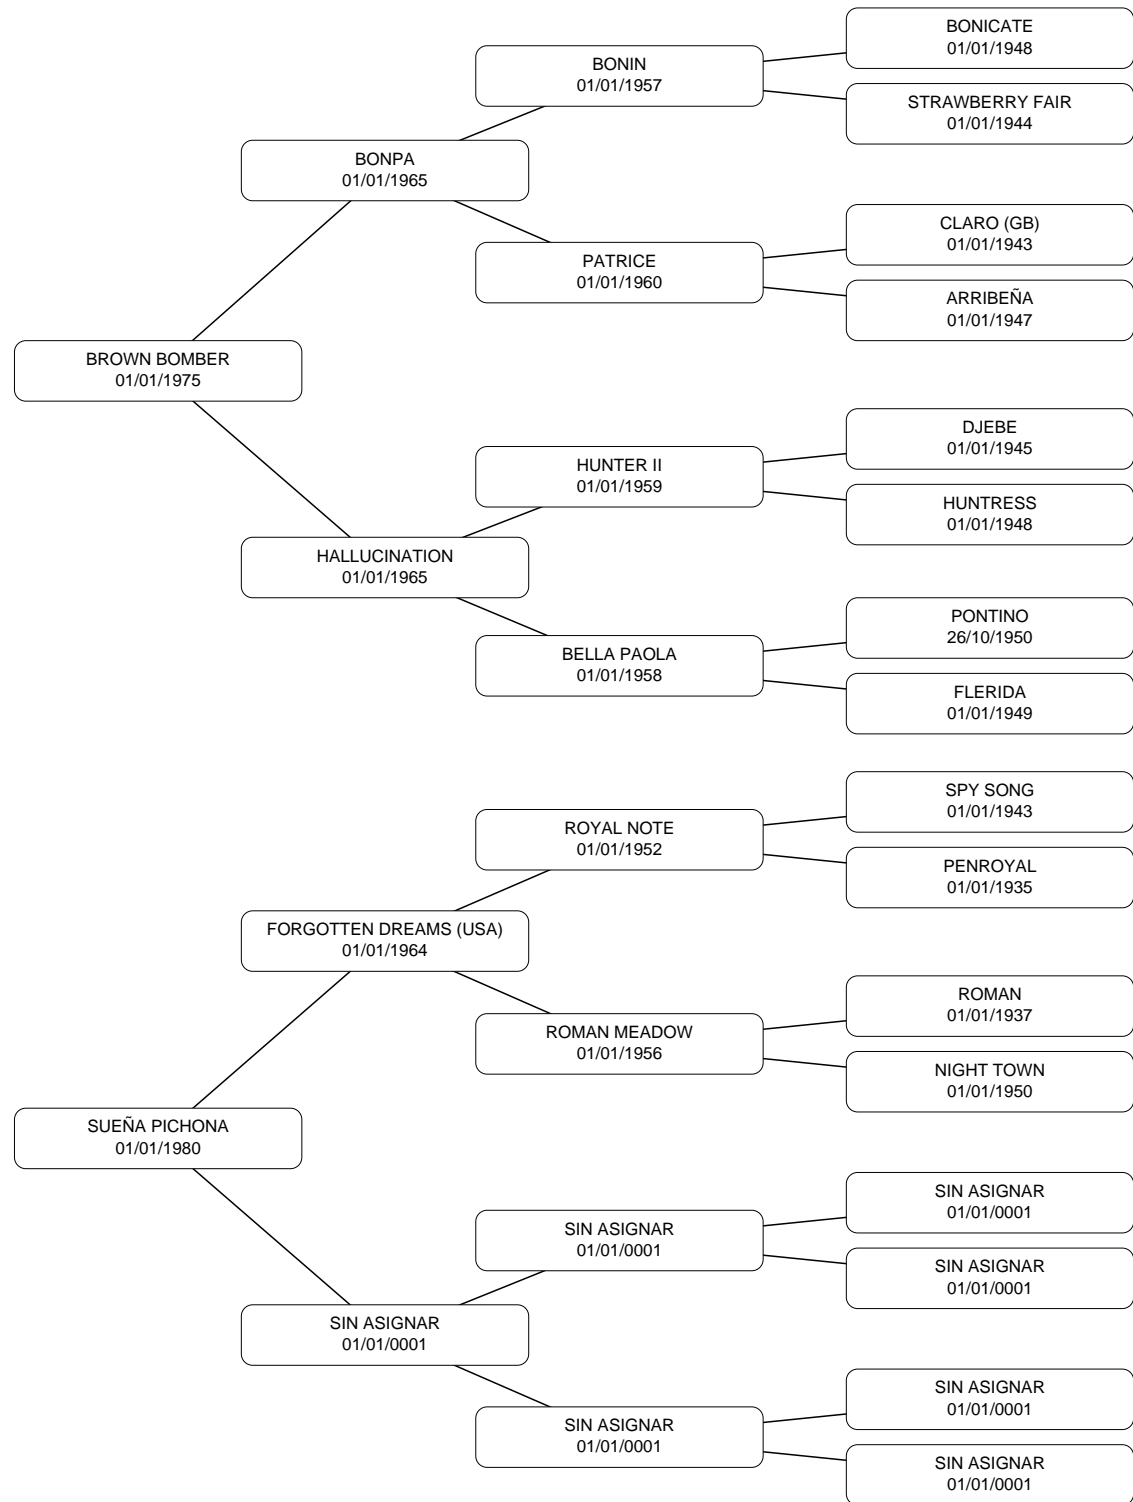 BONICATE
01/01/1948
BONIN
01/01/1957
STRAWBERRY FAIR
01/01/1944
BONPA
01/01/1965
CLARO (GB)
01/01/1943
PATRICE
01/01/1960
ARRIBEÑA
01/01/1947
BROWN BOMBER
01/01/1975
DJEBE
01/01/1945
HUNTER II
01/01/1959
HUNTRESS
01/01/1948
HALLUCINATION
01/01/1965
PONTINO
26/10/1950
BELLA PAOLA
01/01/1958
FLERIDA
01/01/1949
SPY SONG
01/01/1943
ROYAL NOTE
01/01/1952
PENROYAL
01/01/1935
FORGOTTEN DREAMS (USA)
01/01/1964
ROMAN
01/01/1937
ROMAN MEADOW
01/01/1956
NIGHT TOWN
01/01/1950
SUEÑA PICHONA
01/01/1980
SIN ASIGNAR
01/01/0001
SIN ASIGNAR
01/01/0001
SIN ASIGNAR
01/01/0001
SIN ASIGNAR
01/01/0001
SIN ASIGNAR
01/01/0001
SIN ASIGNAR
01/01/0001
SIN ASIGNAR
01/01/0001